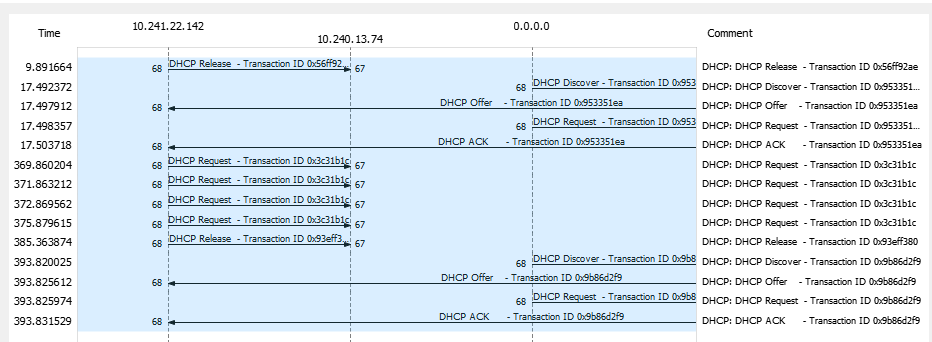 Time 10.241.22.142 10.240.13.74 0.0.0.0 Comment
9.891664 68 DHCP Release - Transaction ID 0x56ff92... 67 DHCP: DHCP Release - Transaction ID 0x56ff92ae
17.492372 68 DHCP Discover - Transaction ID 0x953 DHCP: DHCP Discover - Transaction ID 0x953351...
17.497912 68 DHCP Offer - Transaction ID 0x953351ea DHCP: DHCP Offer - Transaction ID 0x953351ea
17.498357 68 DHCP Request - Transaction ID 0x953 DHCP: DHCP Request - Transaction ID 0x953351...
17.503718 68 DHCP ACK - Transaction ID 0x953351ea DHCP: DHCP ACK - Transaction ID 0x953351ea
369.860204 68 DHCP Request - Transaction ID 0x3c31b1c 67 DHCP: DHCP Request - Transaction ID 0x3c31b1c
371.863212 68 DHCP Request - Transaction ID 0x3c31b1c 67 DHCP: DHCP Request - Transaction ID 0x3c31b1c
372.869562 68 DHCP Request - Transaction ID 0x3c31b1c 67 DHCP: DHCP Request - Transaction ID 0x3c31b1c
375.879615 68 DHCP Request - Transaction ID 0x3c31b1c 67 DHCP: DHCP Request - Transaction ID 0x3c31b1c
385.363874 68 DHCP Release - Transaction ID 0x93eff3... 67 DHCP: DHCP Release - Transaction ID 0x93eff380
393.820025 68 DHCP Discover - Transaction ID 0x9b8 DHCP: DHCP Discover - Transaction ID 0x9b86d2f9
393.825612 68 DHCP Offer - Transaction ID 0x9b86d2f9 DHCP: DHCP Offer - Transaction ID 0x9b86d2f9
393.825974 68 DHCP Request - Transaction ID 0x9b8 DHCP: DHCP Request - Transaction ID 0x9b86d2f9
393.831529 68 DHCP ACK - Transaction ID 0x9b86d2f9 DHCP: DHCP ACK - Transaction ID 0x9b86d2f9